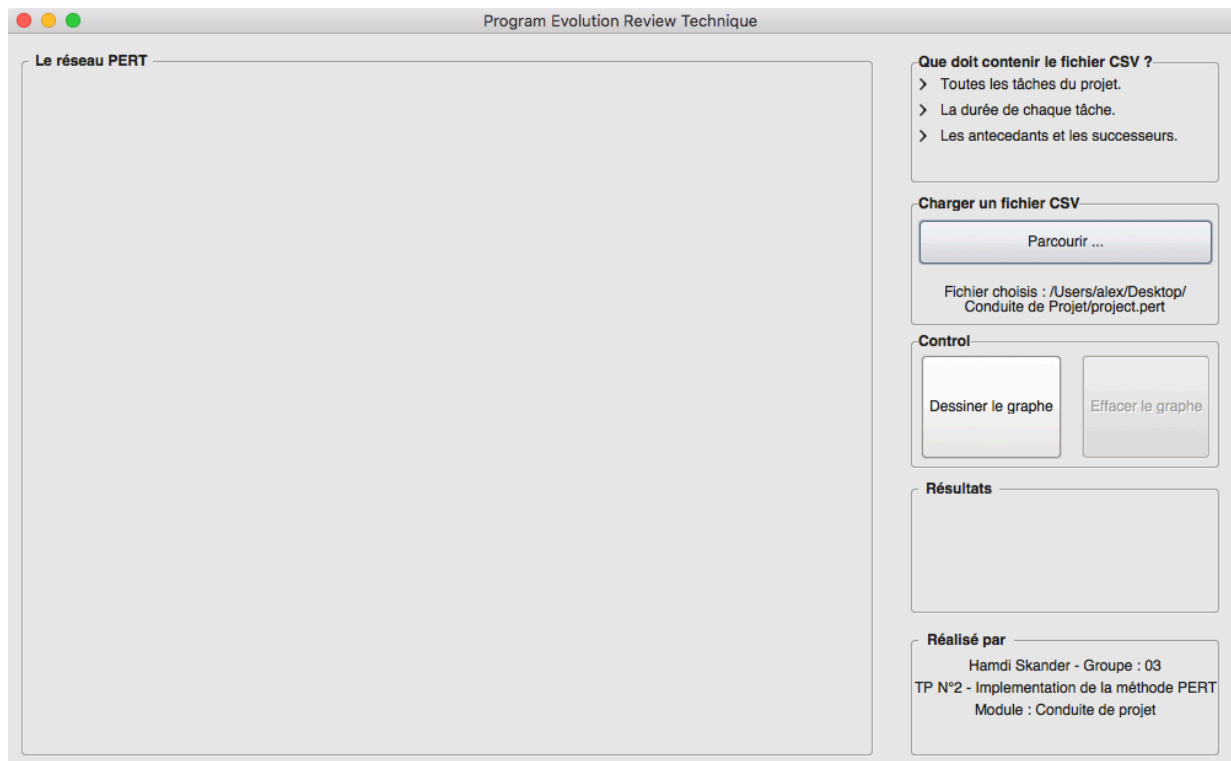 Program Evolution Review Technique
Le réseau PERT
Que doit contenir le fichier CSV ?
Toutes les tâches du projet.
La durée de chaque tâche.
Les antecedants et les successeurs.
Charger un fichier CSV
Parcourir ...
Fichier choisis : /Users/alex/Desktop/
Conduite de Projet/project.pert
Control
Dessiner le graphe
Effacer le graphe
Résultats
Réalisé par
Hamdi Skander - Groupe : 03
TP N°2 - Implementation de la méthode PERT
Module : Conduite de projet